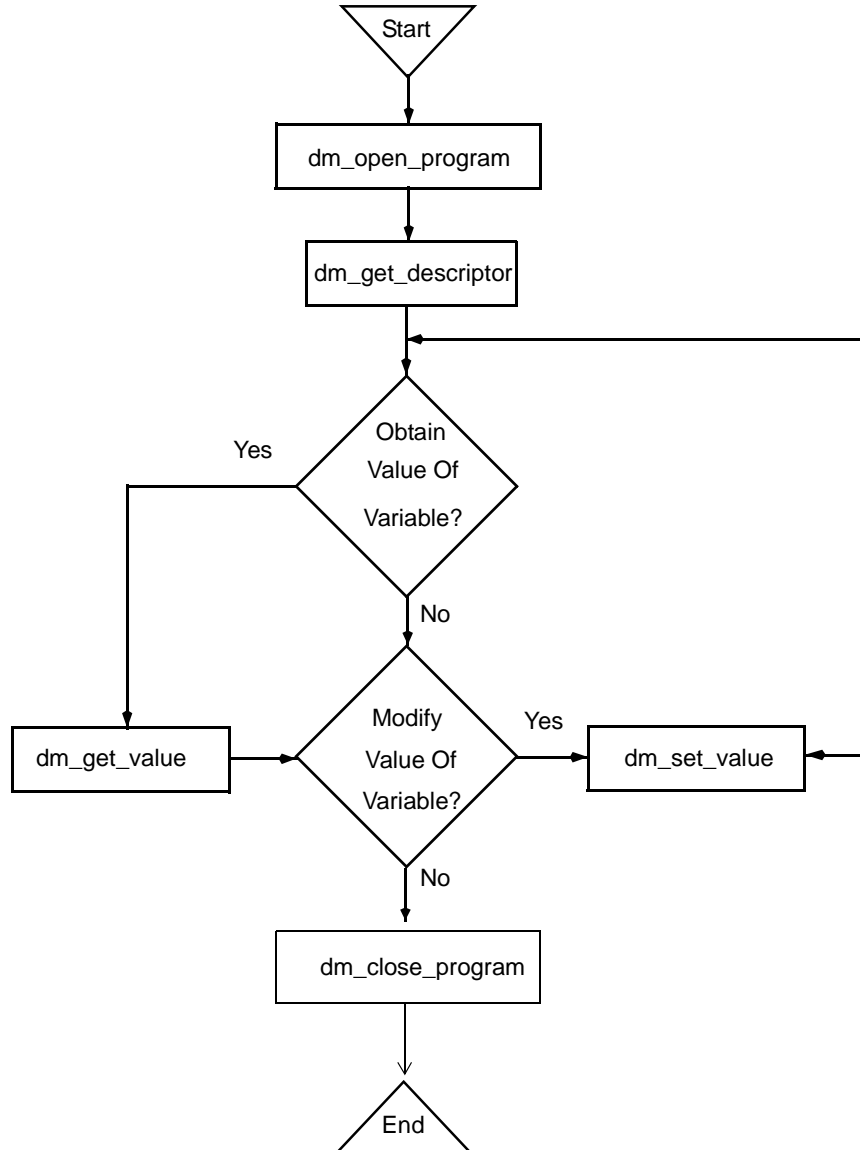 Start
dm_open_program
dm_get_descriptor
Yes
Obtain
Value Of
Variable?
No
dm_get_value
Modify
Value Of
Variable?
Yes
dm_set_value
No
dm_close_program
End